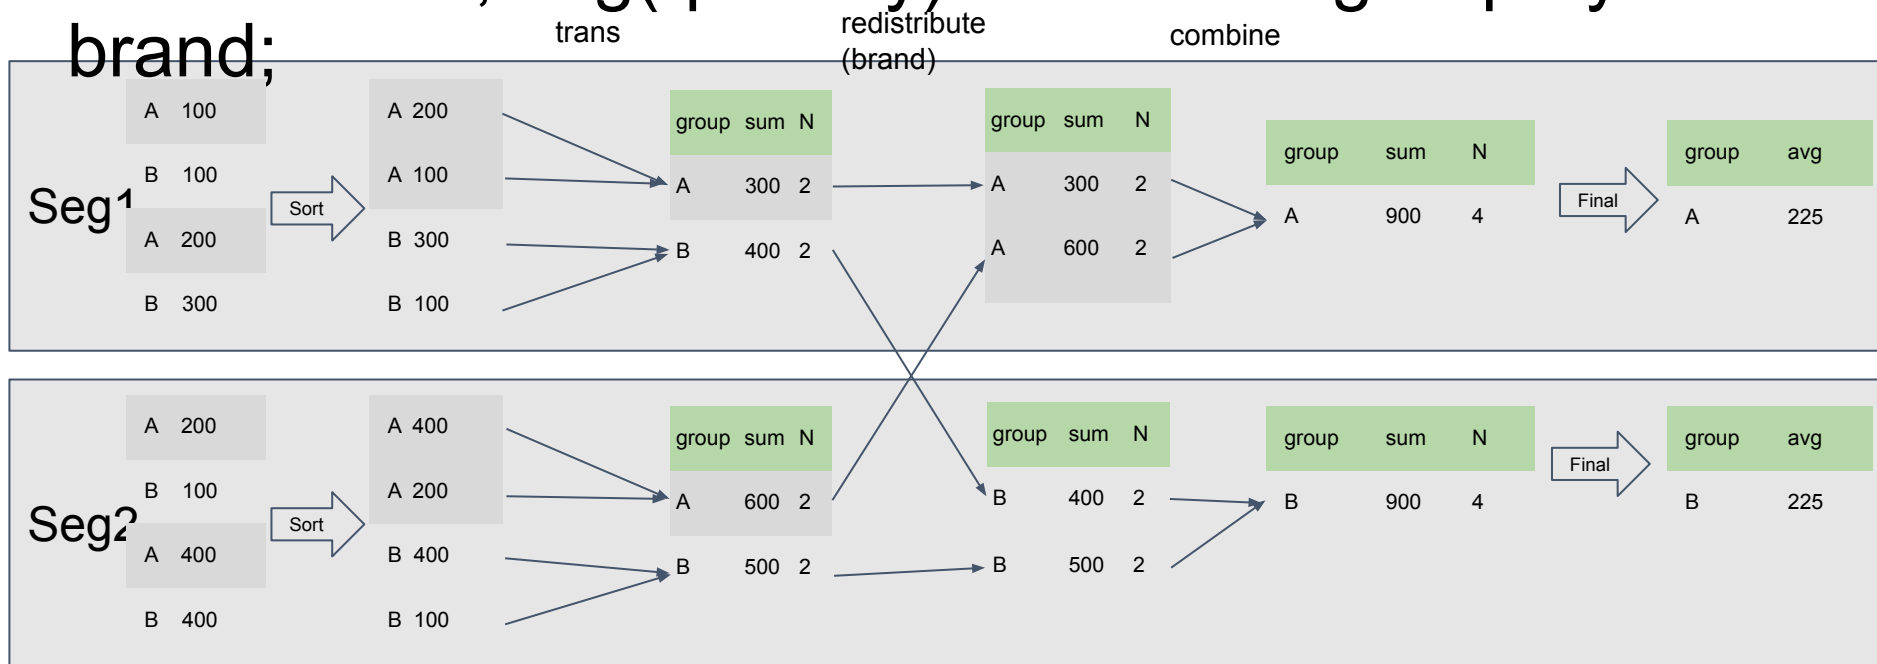 brand;
trans
redistribute
(brand)
combine
Seg1
A 100
B 100
A 200
B 300
Sort
A 200
A 100
B 300
B 100
group sum N
A 300 2
B 400 2
group sum N
A 300 2
A 600 2
group sum N
A 900 4
Final
group avg
A 225
Seg2
A 200
B 100
A 400
B 400
Sort
A 400
A 200
B 400
B 100
group sum N
A 600 2
B 500 2
group sum N
B 400 2
B 500 2
group sum N
B 900 4
Final
group avg
B 225